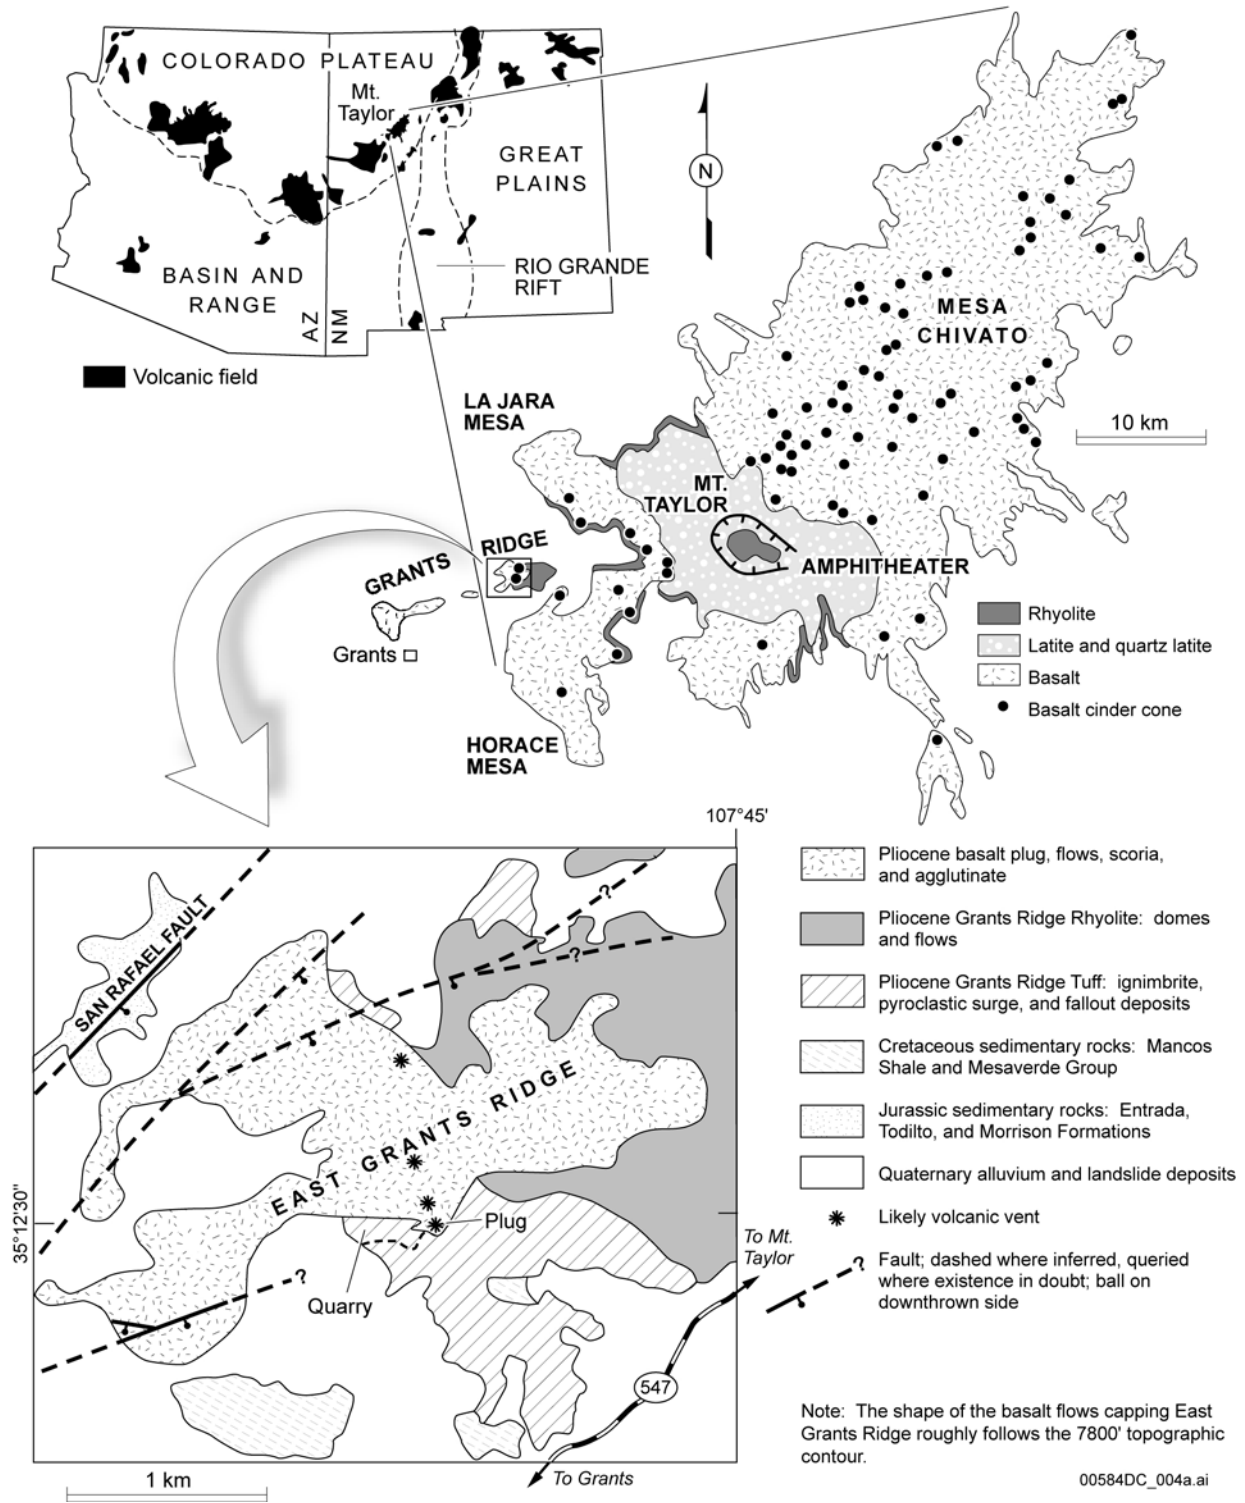 COLORADO PLATEAU
Mt.
Taylor
GREAT
PLAINS
BASIN AND
RANGE
AZ
NM
RIO GRANDE
RIFT
Volcanic field
N
MESA
CHIVATO
10 km
LA JARA
MESA
MT.
TAYLOR
AMPHITHEATER
GRANTS RIDGE
Grants
HORACE
MESA
Rhyolite
Latite and quartz latite
Basalt
Basalt cinder cone
107°45'
35°12'30"
SAN RAFAEL FAULT
?
?
EAST GRANTS RIDGE
Plug
Quarry
?
To Mt.
Taylor
547
To Grants
1 km
Pliocene basalt plug, flows, scoria,
and agglutinate
Pliocene Grants Ridge Rhyolite: domes
and flows
Pliocene Grants Ridge Tuff: ignimbrite,
pyroclastic surge, and fallout deposits
Cretaceous sedimentary rocks: Mancos
Shale and Mesaverde Group
Jurassic sedimentary rocks: Entrada,
Todilto, and Morrison Formations
Quaternary alluvium and landslide deposits
Likely volcanic vent
?
Fault; dashed where inferred, queried
where existence in doubt; ball on
downthrown side
Note: The shape of the basalt flows capping East
Grants Ridge roughly follows the 7800' topographic
contour.
00584DC_004a.ai